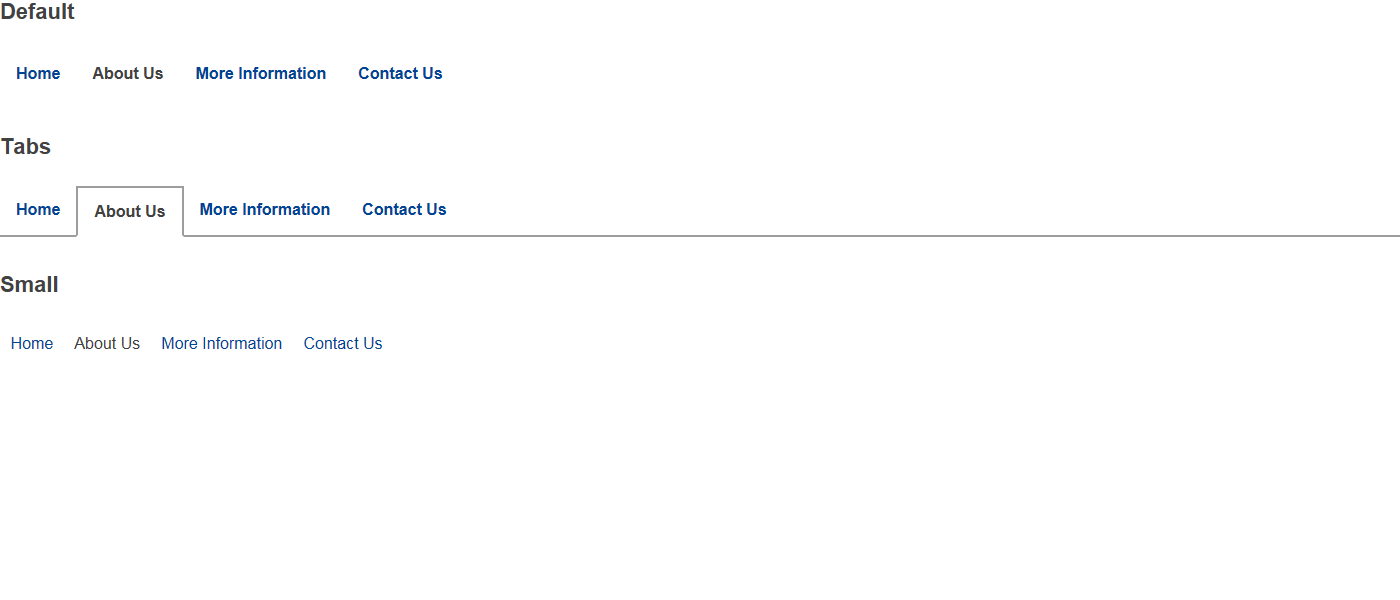 Default
Home About Us More Information Contact Us
Tabs
Home About Us More Information Contact Us
Small
Home About Us More Information Contact Us